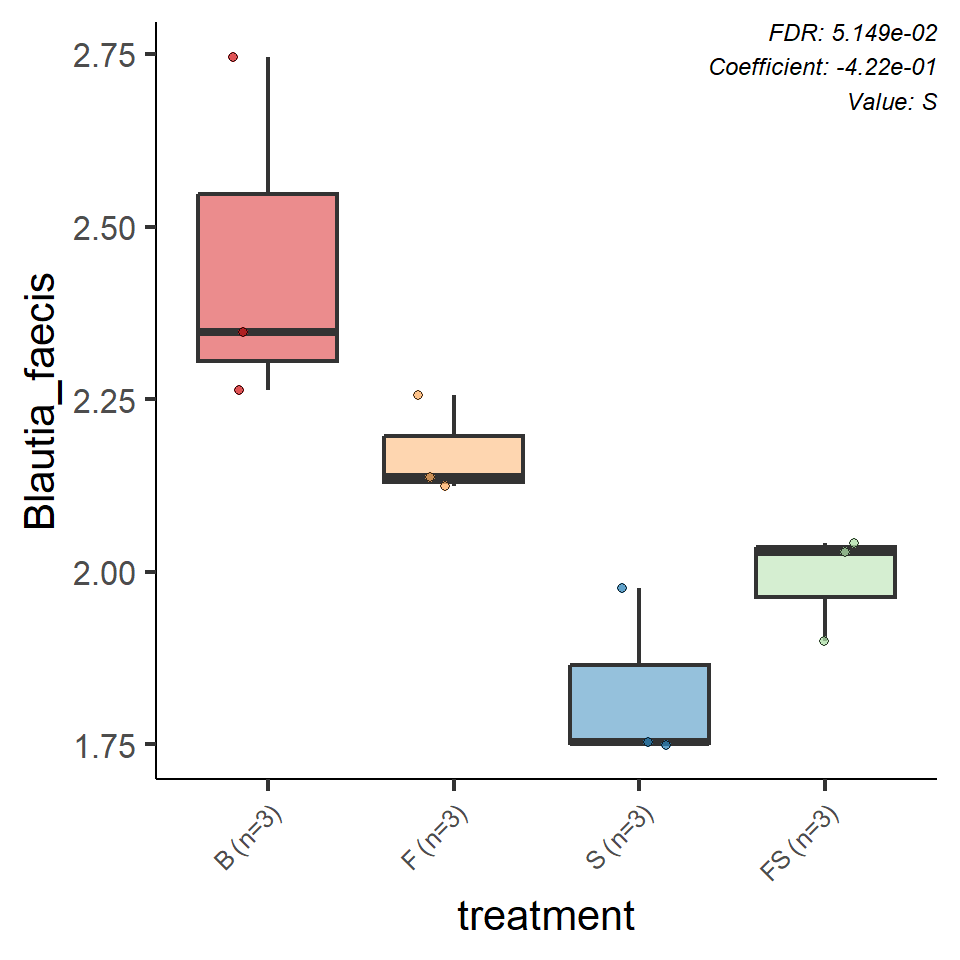 FDR: 5.149e-02
Coefficient: -4.22e-01
Value: S
Blautia_faecis
2.75
2.50
2.25
2.00
1.75
B (n=3)
F (n=3)
S (n=3)
FS (n=3)
treatment